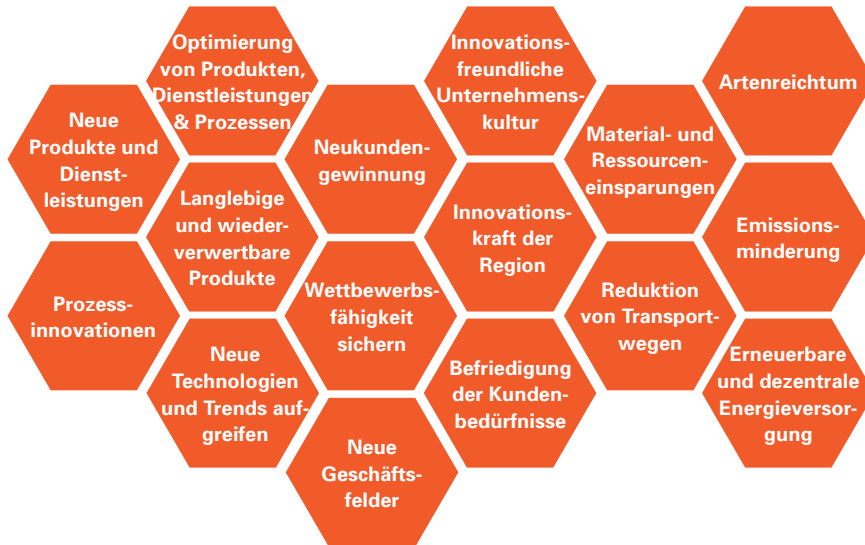 Optimierung
von Produkten,
Dienstleistungen
& Prozessen
Innovations-
freundliche
Unternehmens-
kultur
Artenreichtum
Neue
Produkte und
Dienst-
leistungen
Neukunden-
gewinnung
Material- und
Ressourcen-
einsparungen
Langlebige
und wieder-
verwertbare
Produkte
Innovations-
kraft der
Region
Emissions-
minderung
Prozess-
innovationen
Wettbewerbs-
fähigkeit
sichern
Reduktion
von Transport-
wegen
Neue
Technologien
und Trends auf-
greifen
Befriedigung
der Kunden-
bedürfnisse
Erneuerbare
und dezentrale
Energieversor-
gung
Neue
Geschäfts-
felder